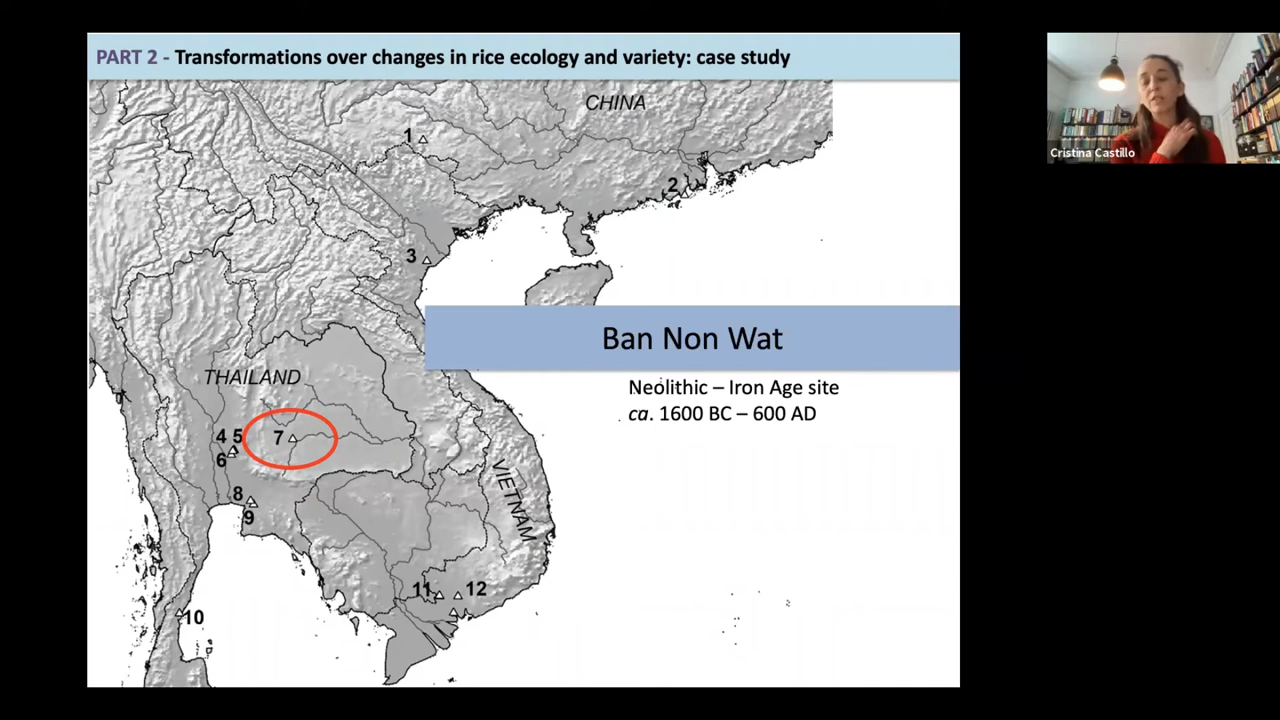 PART 2 - Transformations over changes in rice ecology and variety: case study
CHINA
1
2
3
Ban Non Wat
Neolithic – Iron Age site
ca. 1600 BC – 600 AD
THAILAND
4 5
6
7
8
9
VIETNAM
10
11
12
Cristina Castillo